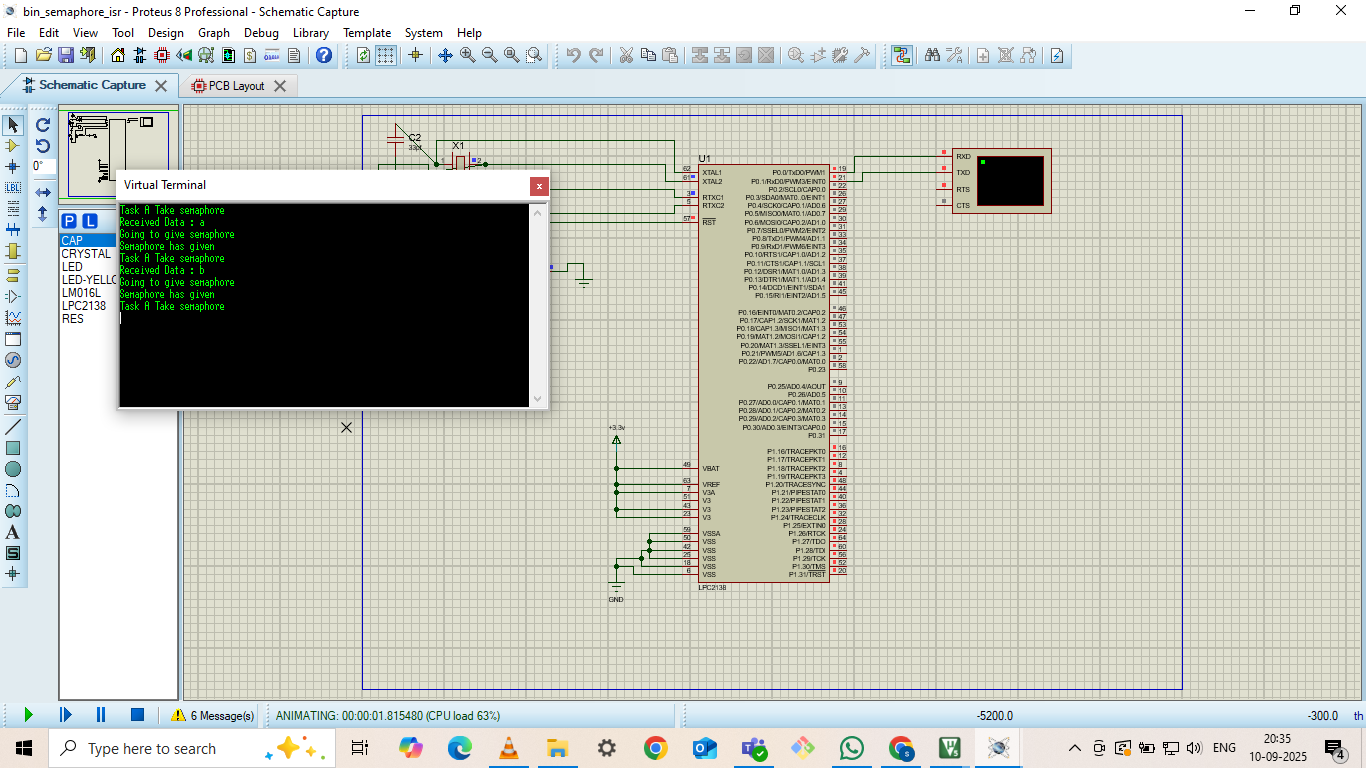 bin_semaphore_isr - Proteus 8 Professional - Schematic Capture
File Edit View Tool Design Graph Debug Library Template System Help
Schematic Capture PCB Layout
C2
33pf
X1
1 2
0°
LBL
P L
CAP
CRYSTAL
LED
LED-YELLO
LM016L
LPC2138
RES
A
S
Virtual Terminal
Task A Take semaphore
Received Data : a
Going to give semaphore
Semaphore has given
Task A Take semaphore
Received Data : b
Going to give semaphore
Semaphore has given
Task A Take semaphore
U1
62 XTAL1
61 XTAL2
3 RTXC1
5 RTXC2
57 RST
+3.3v
49 VBAT
63 VREF
7 V3A
51 V3
43 V3
23 V3
59 VSSA
50 VSS
42 VSS
25 VSS
18 VSS
6 VSS
GND
P0.0/TxD0/PWM1 19
P0.1/RxD0/PWM3/EINT0 21
P0.2/SCL0/CAP0.0 22
P0.3/SDA0/MAT0.0/EINT1 26
P0.4/SCK0/CAP0.1/AD0.6 27
P0.5/MISO0/MAT0.1/AD0.7 29
P0.6/MOSI0/CAP0.2/AD1.0 30
P0.7/SSEL0/PWM2/EINT2 31
P0.8/TxD1/PWM4/AD1.1 33
P0.9/RxD1/PWM6/EINT3 34
P0.10/RTS1/CAP1.0/AD1.2 35
P0.11/CTS1/CAP1.1/SCL1 37
P0.12/DSR1/MAT1.0/AD1.3 38
P0.13/DTR1/MAT1.1/AD1.4 39
P0.14/DCD1/EINT1/SDA1 41
P0.15/RI1/EINT2/AD1.5 45
P0.16/EINT0/MAT0.2/CAP0.2 46
P0.17/CAP1.2/SCK1/MAT1.2 47
P0.18/CAP1.3/MISO1/MAT1.3 53
P0.19/MAT1.2/MOSI1/CAP1.2 54
P0.20/MAT1.3/SSEL1/EINT3 55
P0.21/PWM5/AD1.6/CAP1.3 1
P0.22/AD1.7/CAP0.0/MAT0.0 2
P0.23 58
P0.25/AD0.4/AOUT 9
P0.26/AD0.5 10
P0.27/AD0.0/CAP0.1/MAT0.1 11
P0.28/AD0.1/CAP0.2/MAT0.2 13
P0.29/AD0.2/CAP0.3/MAT0.3 14
P0.30/AD0.3/EINT3/CAP0.0 15
P0.31 17
P1.16/TRACEPKT0 16
P1.17/TRACEPKT1 12
P1.18/TRACEPKT2 8
P1.19/TRACEPKT3 4
P1.20/TRACESYNC 48
P1.21/PIPESTAT0 44
P1.22/PIPESTAT1 40
P1.23/PIPESTAT2 36
P1.24/TRACECLK 32
P1.25/EXTIN0 28
P1.26/RTCK 24
P1.27/TDO 64
P1.28/TDI 60
P1.29/TCK 56
P1.30/TMS 52
P1.31/TRST 20
LPC2138
RXD
TXD
RTS
CTS
6 Message(s) ANIMATING: 00:00:01.815480 (CPU load 63%) -5200.0 -300.0 th
Type here to search
ENG
20:35
10-09-2025
4